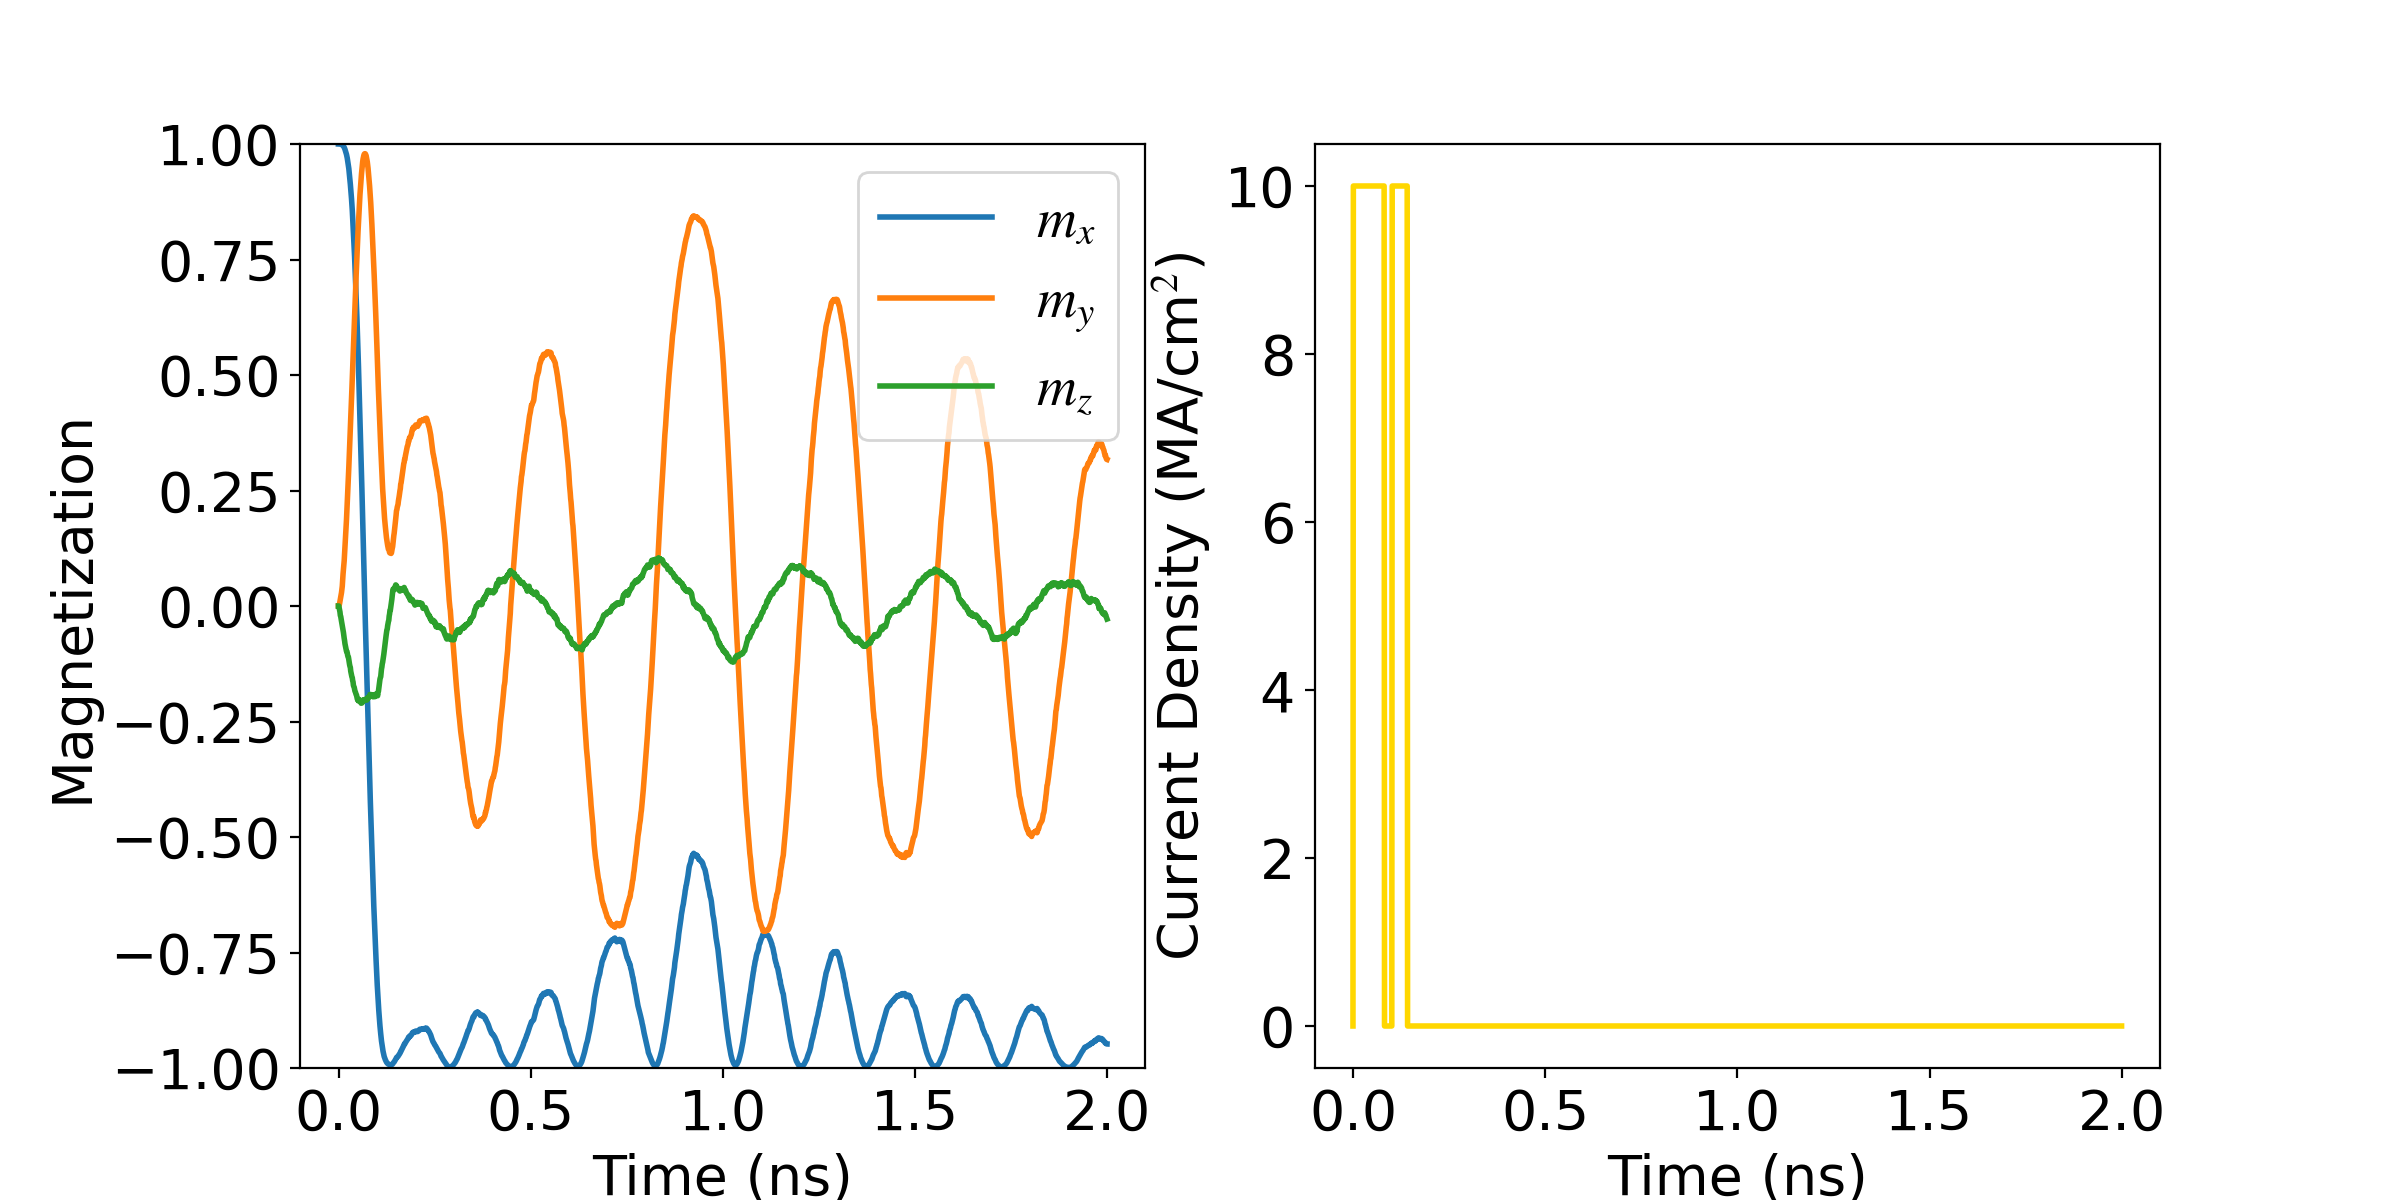 1.00
0.75
0.50
0.25
0.00
−0.25
−0.50
−0.75
−1.00
Magnetization
0.0 0.5 1.0 1.5 2.0
Time (ns)
m_x
m_y
m_z
10
8
6
4
2
0
Current Density (MA/cm²)
0.0 0.5 1.0 1.5 2.0
Time (ns)